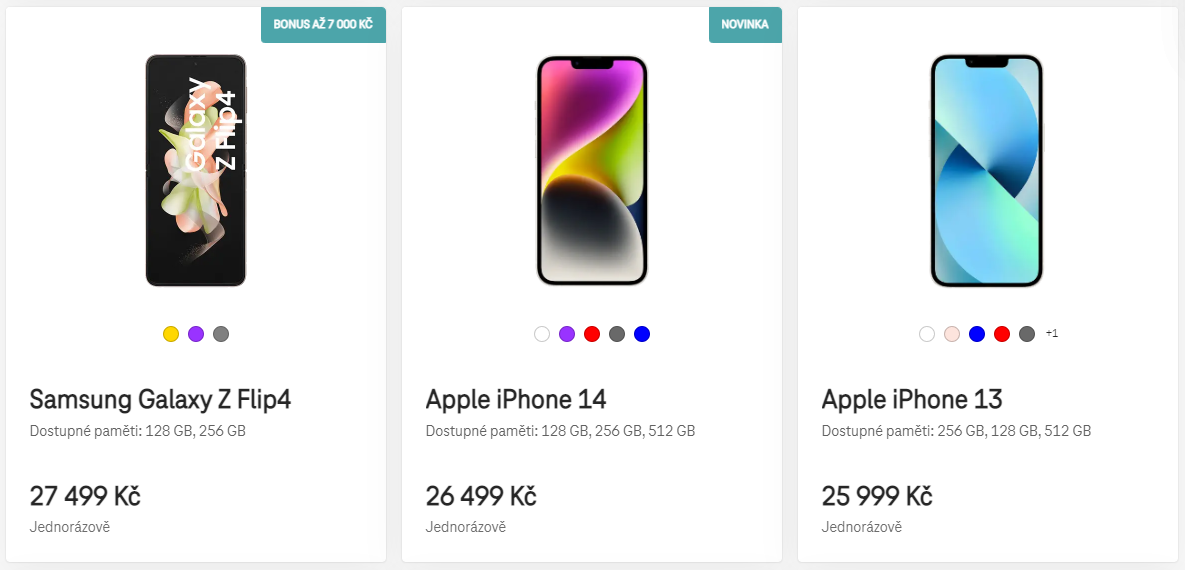 BONUS AŽ 7 000 KČ
Galaxy
Z Flip4
Samsung Galaxy Z Flip4
Dostupné paměti: 128 GB, 256 GB
27 499 Kč
Jednorázově
NOVINKA
Apple iPhone 14
Dostupné paměti: 128 GB, 256 GB, 512 GB
26 499 Kč
Jednorázově
+1
Apple iPhone 13
Dostupné paměti: 256 GB, 128 GB, 512 GB
25 999 Kč
Jednorázově